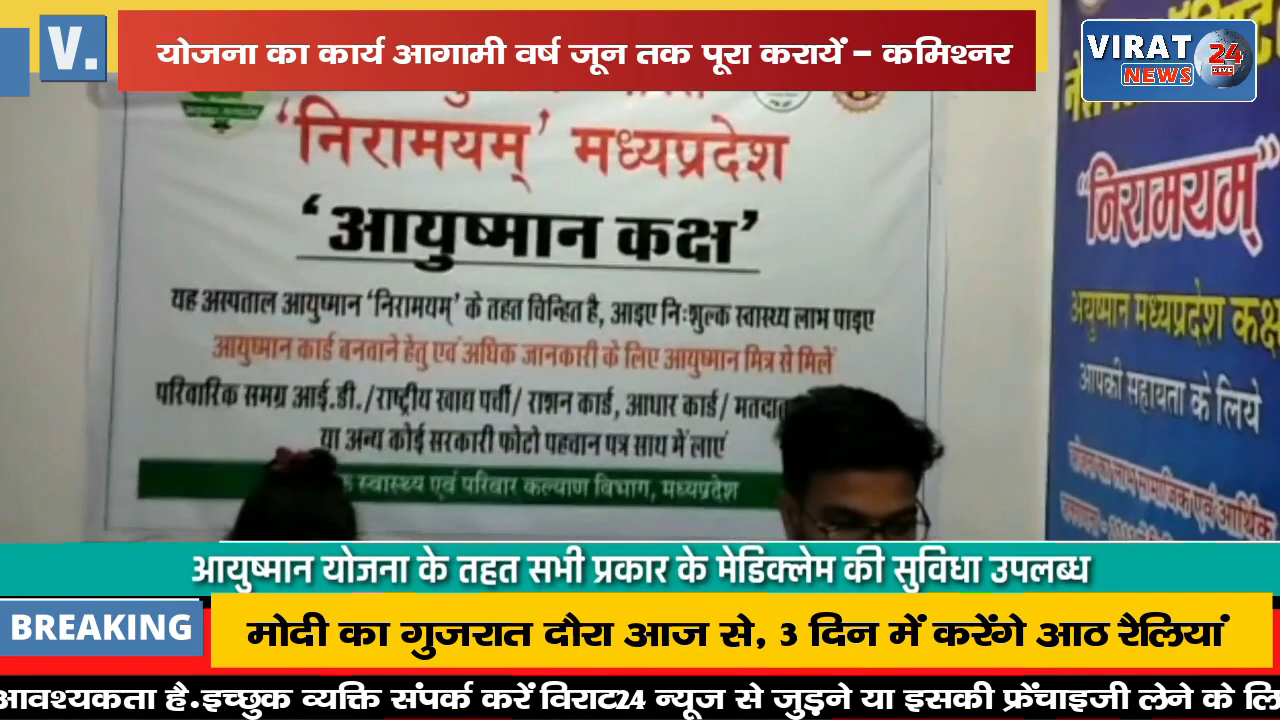 V.
योजना का कार्य आगामी वर्ष जून तक पूरा करायें - कमिश्नर
VIRAT 24
LIVE
NEWS
'निरामयम्' मध्यप्रदेश
'आयुष्मान कक्ष'
यह अस्पताल आयुष्मान 'निरामयम्' के तहत चिन्हित है, आइए निःशुल्क स्वास्थ्य लाभ पाइए
आयुष्मान कार्ड बनवाने हेतु एवं अधिक जानकारी के लिए आयुष्मान मित्र से मिलें
परिवारिक समग्र आई.डी./राष्ट्रीय खाद्य पर्ची/ राशन कार्ड, आधार कार्ड/ मतदा
या अन्य कोई सरकारी फोटो पहचान पत्र साथ में लाएं
स्वास्थ्य एवं परिवार कल्याण विभाग, मध्यप्रदेश
"निरामयम्"
आयुष्मान मध्यप्रदेश कक्ष
आपकी सहायता के लिये
योजना का लाभ सामाजिक एवं आर्थिक
आयुष्मान योजना के तहत सभी प्रकार के मेडिक्लेम की सुविधा उपलब्ध
BREAKING
मोदी का गुजरात दौरा आज से, 3 दिन में करेंगे आठ रैलियां
आवश्यकता है.इच्छुक व्यक्ति संपर्क करें विराट24 न्यूज से जुड़ने या इसकी फ्रेंचाइजी लेने के लि